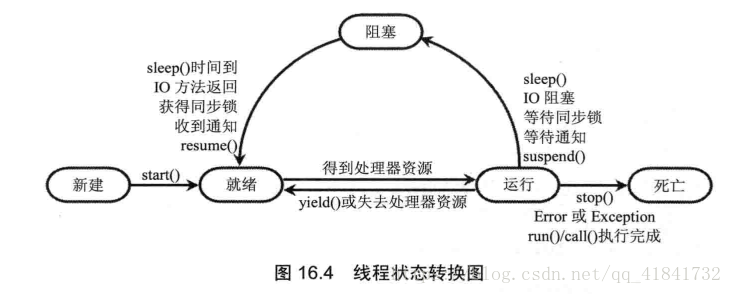 阻塞
sleep()时间到
IO 方法返回
获得同步锁
收到通知
resume()
sleep()
IO 阻塞
等待同步锁
等待通知
suspend()
新建
start()
就绪
得到处理器资源
yield()或失去处理器资源
运行
stop()
Error 或 Exception
run()/call()执行完成
死亡
图 16.4 线程状态转换图
log.csdn.net/qq_41841732